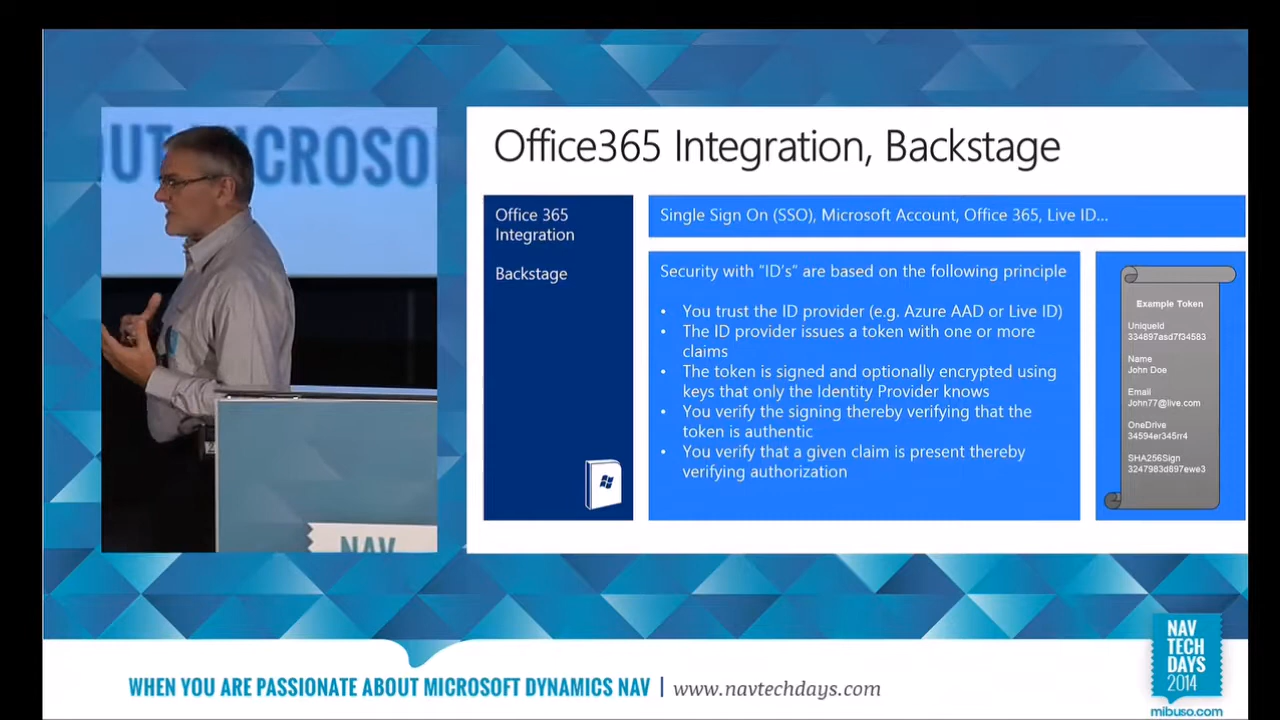 UT MICROSO
NAV
Office365 Integration, Backstage
Office 365
Integration
Backstage
Single Sign On (SSO), Microsoft Account, Office 365, Live ID...
Security with "ID's" are based on the following principle
• You trust the ID provider (e.g. Azure AAD or Live ID)
• The ID provider issues a token with one or more
claims
• The token is signed and optionally encrypted using
keys that only the Identity Provider knows
• You verify the signing thereby verifying that the
token is authentic
• You verify that a given claim is present thereby
verifying authorization
Example Token
UniqueId
334897asd7f34583
Name
John Doe
Email
John77@live.com
OneDrive
34594er345rr4
SHA256Sign
3247983d897ewe3
WHEN YOU ARE PASSIONATE ABOUT MICROSOFT DYNAMICS NAV | www.navtechdays.com
NAV
TECH
DAYS
2014
mibuso.com